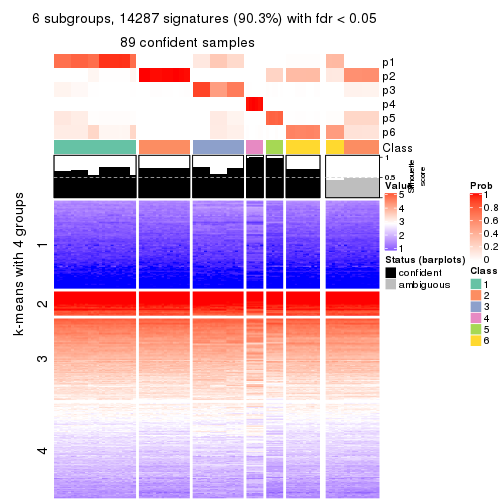 6 subgroups, 14287 signatures (90.3%) with fdr < 0.05
89 confident samples
p1
p2
p3
p4
p5
p6
Class
1
0.5
0
Silhouette
score
k-means with 4 groups
1
2
3
4
Value
5
4
3
2
1
Status (barplots)
confident
ambiguous
Prob
1
0.8
0.6
0.4
0.2
0
Class
1
2
3
4
5
6